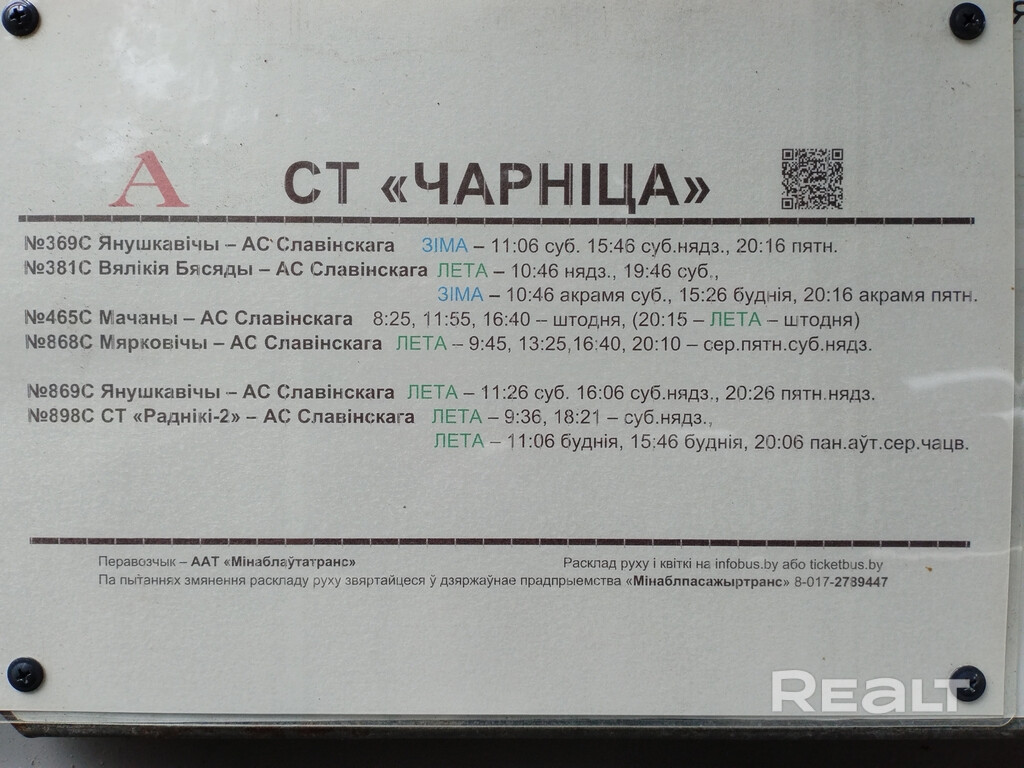 А СТ «ЧАРНІЦА»
№369С Янушкавічы – АС Славінскага ЗІМА – 11:06 суб. 15:46 суб.нядз., 20:16 пятн.
№381С Вялікія Бясяды – АС Славінскага ЛЕТА – 10:46 нядз., 19:46 суб.,
ЗІМА – 10:46 акрамя суб., 15:26 буднія, 20:16 акрамя пятн.
№465С Мачаны – АС Славінскага 8:25, 11:55, 16:40 – штодня, (20:15 – ЛЕТА – штодня)
№868С Мярковічы – АС Славінскага ЛЕТА – 9:45, 13:25,16:40, 20:10 – сер.пятн.суб.нядз.
№869С Янушкавічы – АС Славінскага ЛЕТА – 11:26 суб. 16:06 суб.нядз., 20:26 пятн.нядз.
№898С СТ «Раднікі-2» – АС Славінскага ЛЕТА – 9:36, 18:21 – суб.нядз.,
ЛЕТА – 11:06 буднія, 15:46 буднія, 20:06 пан.аўт.сер.чацв.
Перавозчык – ААТ «Мінаблаўтатранс» Расклад руху і квіткі на infobus.by або ticketbus.by
Па пытаннях змянення раскладу руху звяртайцеся ў дзяржаўнае прадпрыемства «Мінаблпасажыртранс» 8-017-2789447
REALT